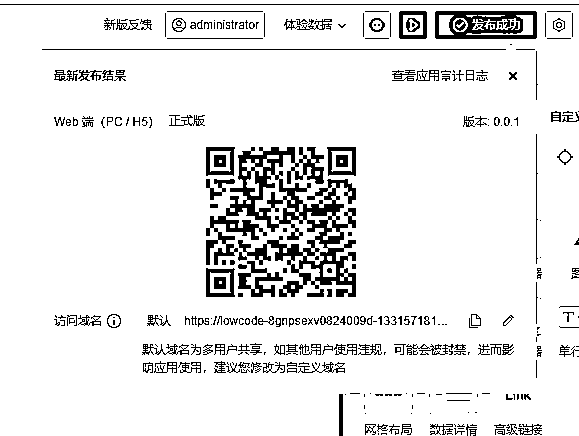 新版反馈 administrator 体验数据 发布成功
最新发布结果 查看应用审计日志
Web 端（PC / H5） 正式版 版本: 0.0.1
自定义
访问域名 默认 https://lowcode-8gnpsexv0824009d-133157181...
默认域名为多用户共享，如其他用户使用违规，可能会被封禁，进而影
响应用使用，建议您修改为自定义域名
单行
Link
网格布局 数据详情 高级链接